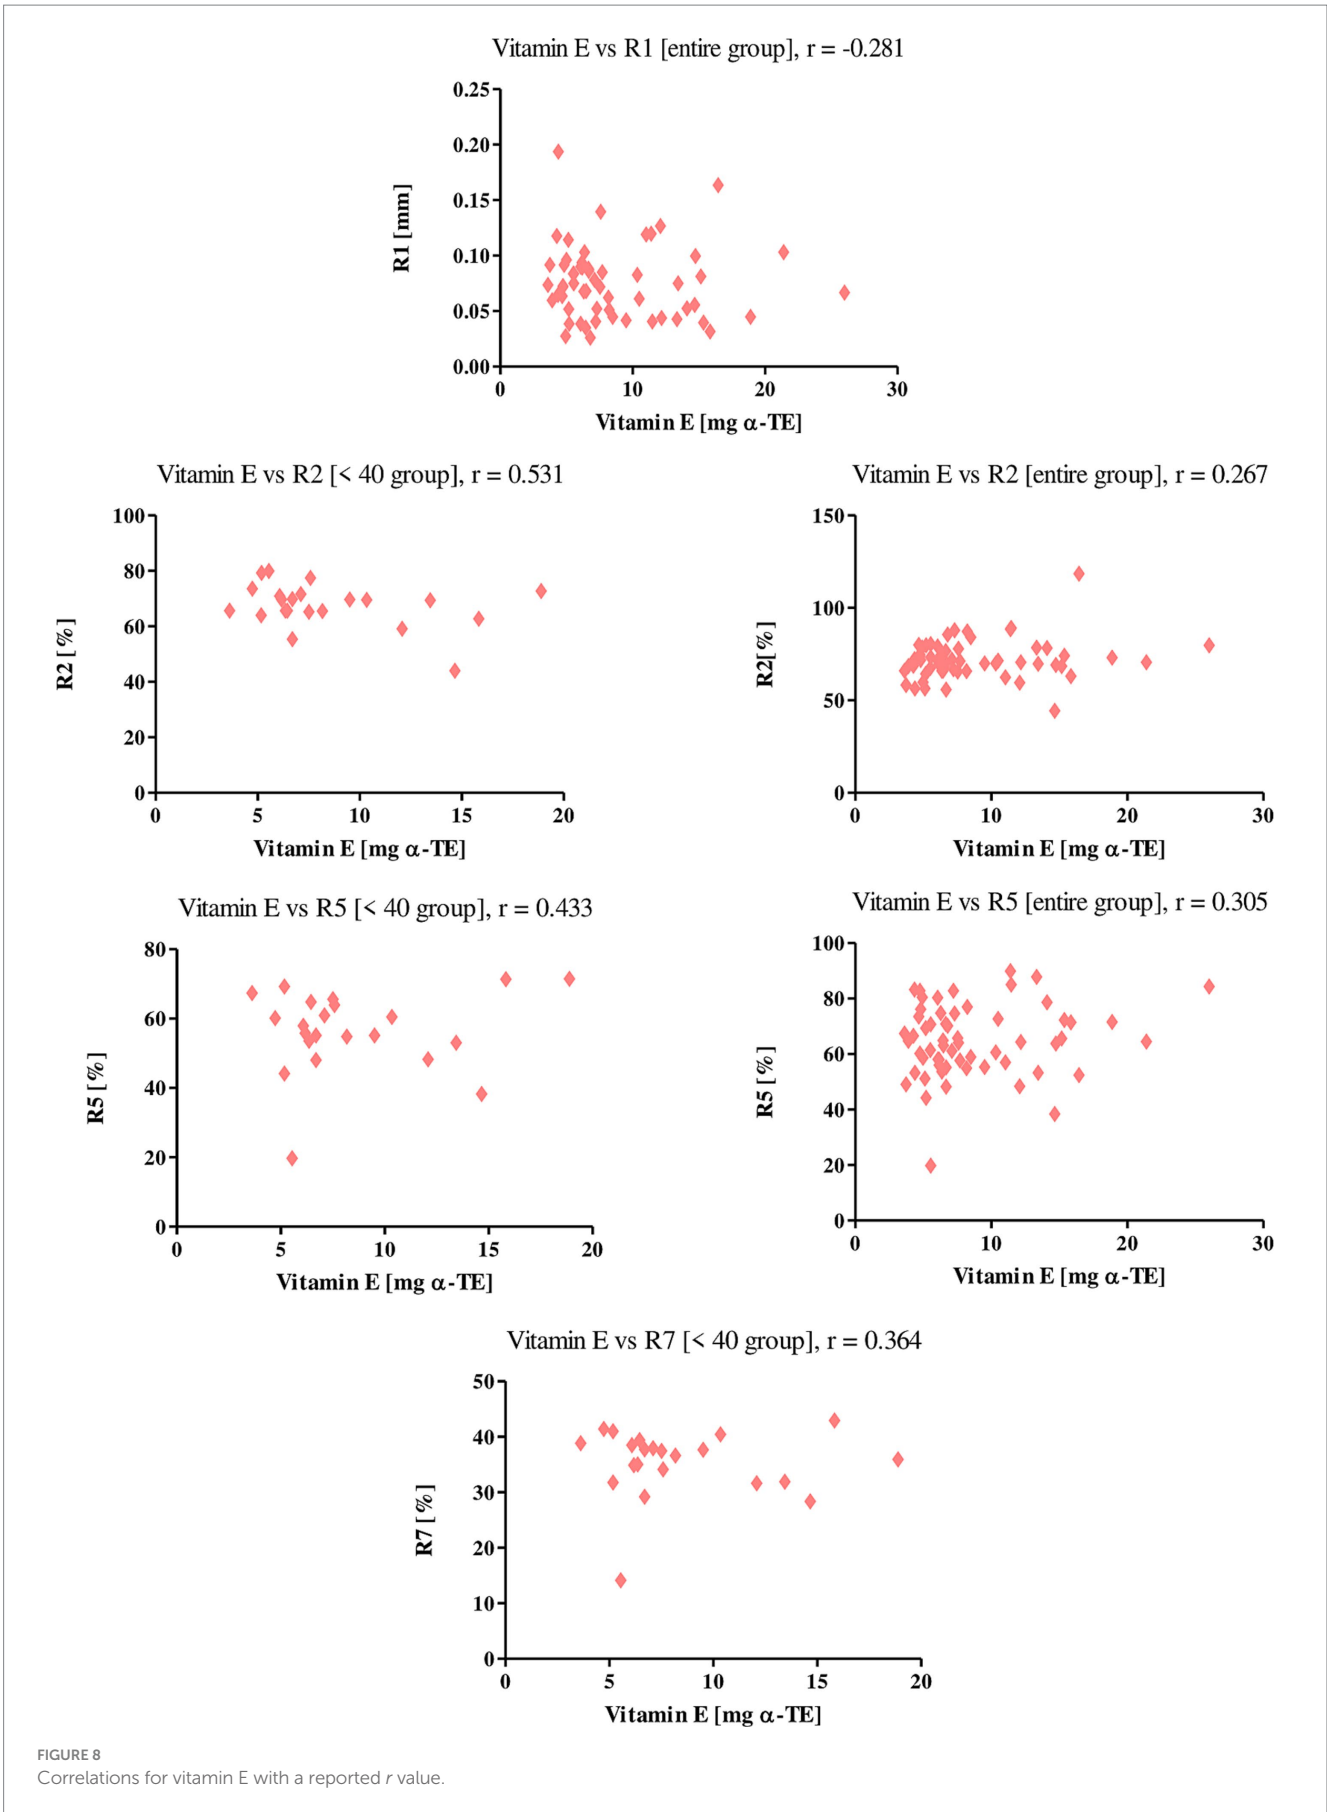 Vitamin E vs R1 [entire group], r = -0.281
0.25
0.20
0.15
0.10
0.05
0.00
R1 [mm]
0 10 20 30
Vitamin E [mg α-TE]
Vitamin E vs R2 [< 40 group], r = 0.531
100
80
60
40
20
0
R2 [%]
0 5 10 15 20
Vitamin E [mg α-TE]
Vitamin E vs R2 [entire group], r = 0.267
150
100
50
0
R2[%]
0 10 20 30
Vitamin E [mg α-TE]
Vitamin E vs R5 [< 40 group], r = 0.433
80
60
40
20
0
R5 [%]
0 5 10 15 20
Vitamin E [mg α-TE]
Vitamin E vs R5 [entire group], r = 0.305
100
80
60
40
20
0
R5 [%]
0 10 20 30
Vitamin E [mg α-TE]
Vitamin E vs R7 [< 40 group], r = 0.364
50
40
30
20
10
0
R7 [%]
0 5 10 15 20
Vitamin E [mg α-TE]
FIGURE 8
Correlations for vitamin E with a reported r value.